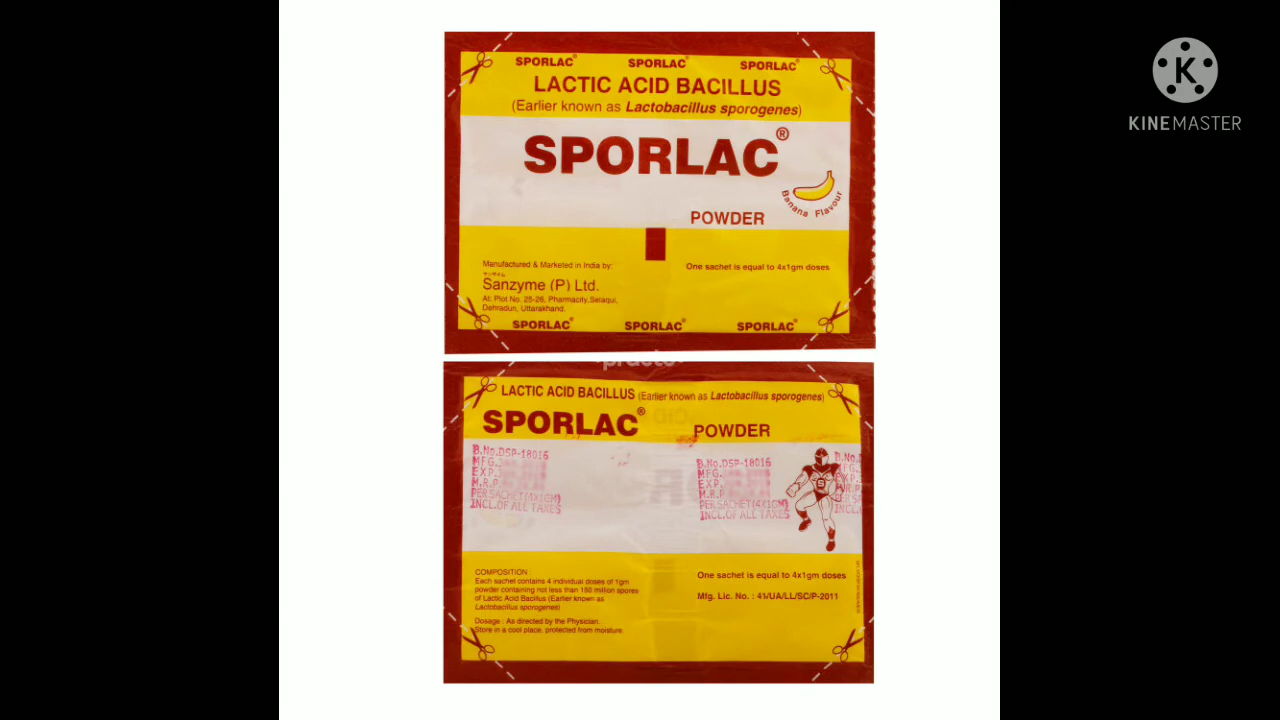 SPORLAC® SPORLAC® SPORLAC®
LACTIC ACID BACILLUS
(Earlier known as Lactobacillus sporogenes)
SPORLAC®
Banana Flavour
POWDER
Manufactured & Marketed in India by:
One sachet is equal to 4x1gm doses
Sanzyme (P) Ltd.
At: Plot No. 25-26, Pharmacity,Selaqui,
Dehradun, Uttarakhand.
SPORLAC® SPORLAC® SPORLAC®
practo
LACTIC ACID BACILLUS (Earlier known as Lactobacillus sporogenes)
SPORLAC® POWDER
B.No.DSP-18016
MFG.
EXP.
M.R.P.
PER SACHET(4X1GM)
INCL.OF ALL TAXES
B.No.DSP-18016
MFG.
EXP.
M.R.P
PER SACHET(4X1GM)
INCL.OF ALL TAXES
S
COMPOSITION
Each sachet contains 4 individual doses of 1gm
powder containing not less than 150 million spores
of Lactic Acid Bacillus (Earlier known as
Lactobacillus sporogenes)
Dosage : As directed by the Physician.
Store in a cool place, protected from moisture.
One sachet is equal to 4x1gm doses
Mfg. Lic. No. : 41/UA/LL/SC/P-2011
K
KINEMASTER